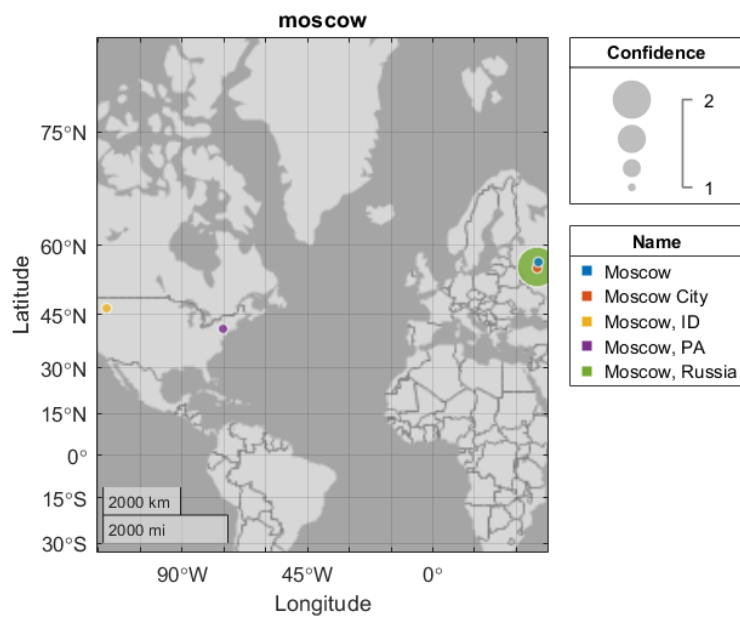 moscow
75°N
60°N
45°N
30°N
15°N
0°
15°S
30°S
Latitude
2000 km
2000 mi
90°W
45°W
0°
Longitude
Confidence
2
1
Name
Moscow
Moscow City
Moscow, ID
Moscow, PA
Moscow, Russia